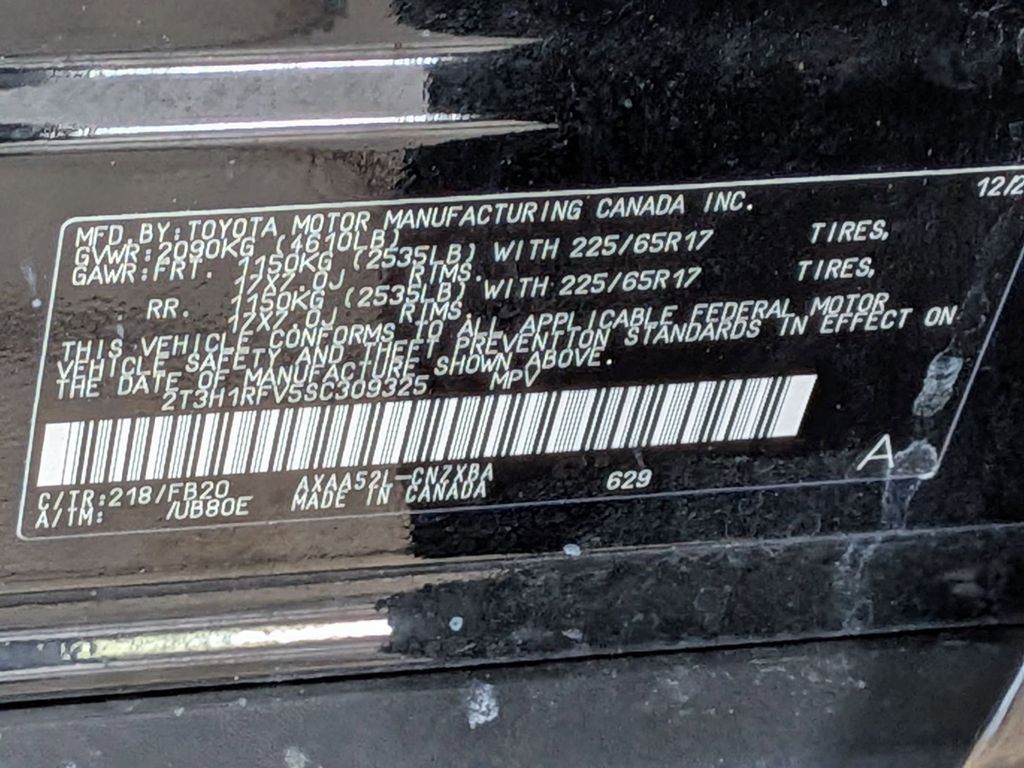 12/2
MFD. BY: TOYOTA MOTOR MANUFACTURING CANADA INC.
GVWR: 2090KG (4610LB)
GAWR: FRT. 1150KG (2535LB) WITH 225/65R17 TIRES,
17X7.0J RIMS.
RR. 1150KG (2535LB) WITH 225/65R17 TIRES,
17X7.0J RIMS.
THIS VEHICLE CONFORMS TO ALL APPLICABLE FEDERAL MOTOR
VEHICLE SAFETY AND THEFT PREVENTION STANDARDS IN EFFECT ON
THE DATE OF MANUFACTURE SHOWN ABOVE.
2T3H1RFV5SC309325 MPV
C/TR: 218/FB20 AXAA52L-CNZXBA 629 A
A/TM: /UB80E MADE IN CANADA